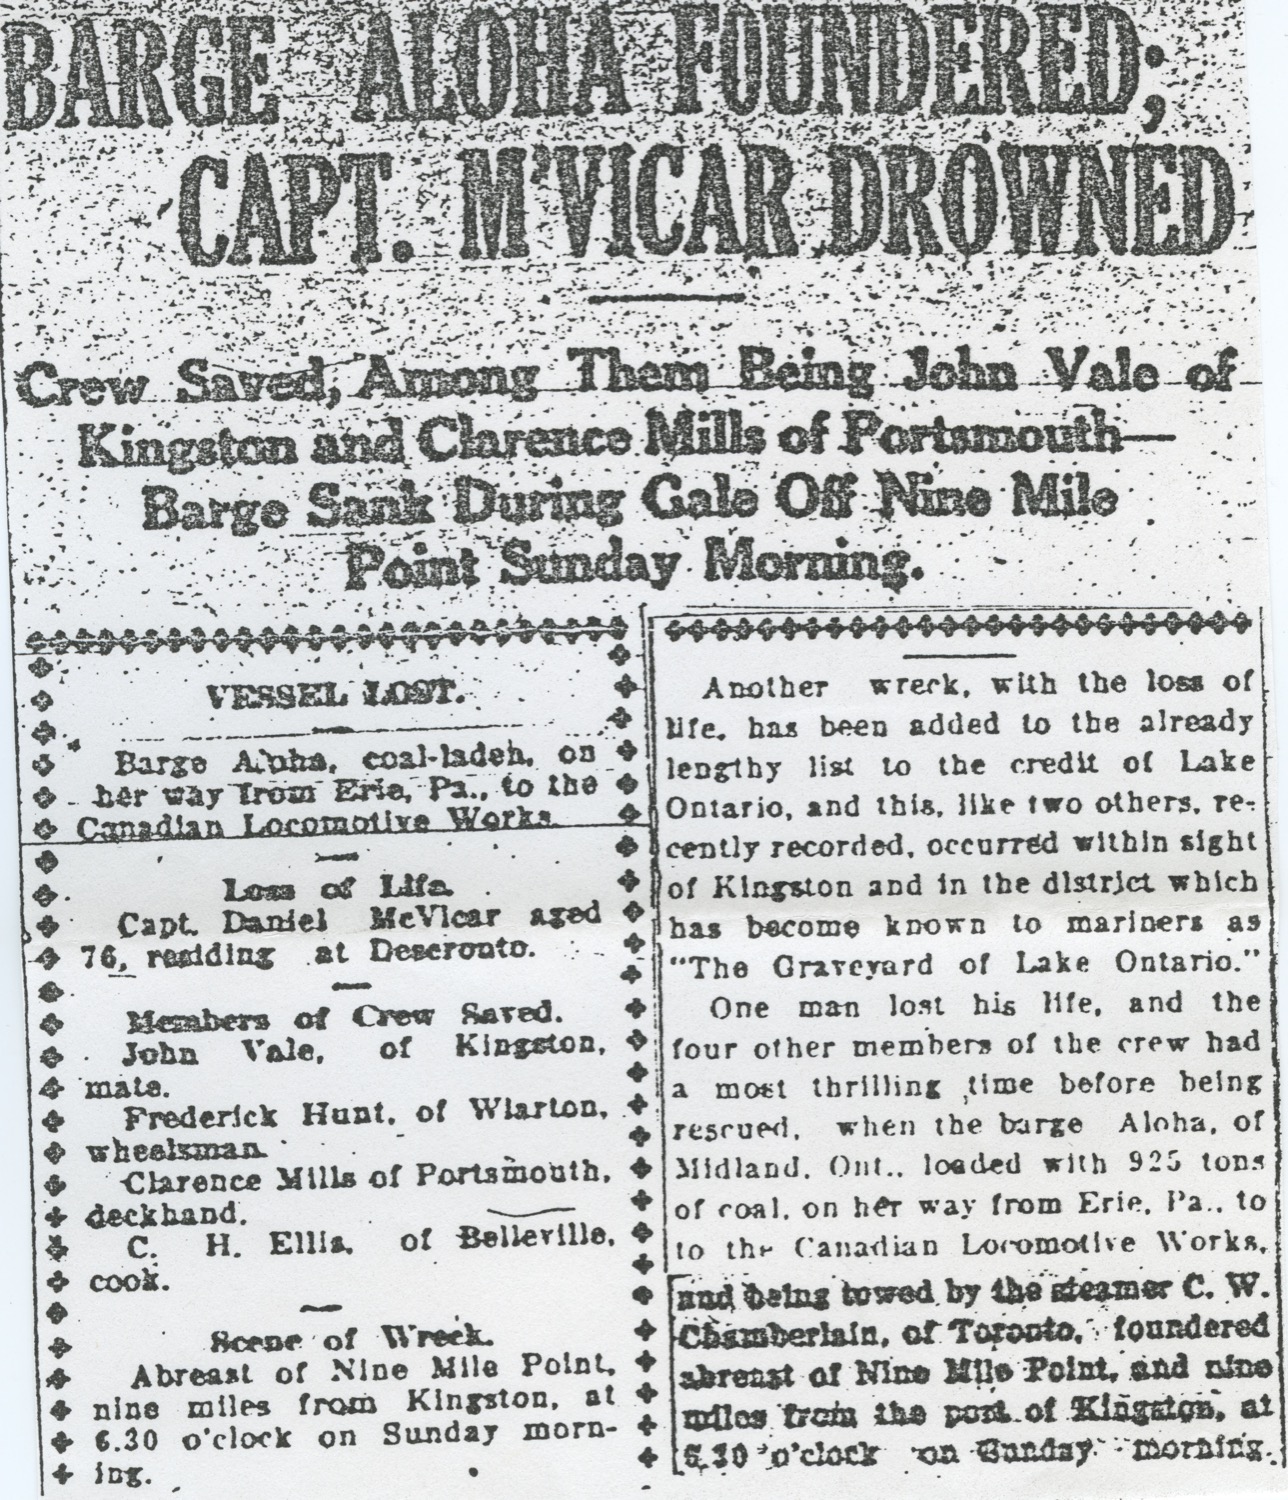 BARGE ALOHA FOUNDERED;
CAPT. M'VICAR DROWNED
Crew Saved, Among Them Being John Vale of
Kingston and Clarence Mills of Portsmouth—
Barge Sank During Gale Off Nine Mile
Point Sunday Morning.
VESSEL LOST.
Barge Aloha, coal-laden, on
her way from Erie, Pa., to the
Canadian Locomotive Works
Loss of Life.
Capt. Daniel McVicar aged
76, residing at Deseronto.
Members of Crew Saved.
John Vale, of Kingston,
mate.
Frederick Hunt, of Wiarton,
wheelsman.
Clarence Mills of Portsmouth,
deckhand.
C. H. Ellis, of Belleville,
cook.
Scene of Wreck.
Abreast of Nine Mile Point,
nine miles from Kingston, at
6.30 o'clock on Sunday morn-
ing.
Another wreck, with the loss of
life, has been added to the already
lengthy list to the credit of Lake
Ontario, and this, like two others, re-
cently recorded, occurred within sight
of Kingston and in the district which
has become known to mariners as
"The Graveyard of Lake Ontario."
One man lost his life, and the
four other members of the crew had
a most thrilling time before being
rescued, when the barge Aloha, of
Midland, Ont., loaded with 925 tons
of coal, on her way from Erie, Pa., to
to the Canadian Locomotive Works,
and being towed by the steamer C. W.
Chamberlain, of Toronto, foundered
abreast of Nine Mile Point, and nine
miles from the port of Kingston, at
6.30 o'clock on Sunday morning.